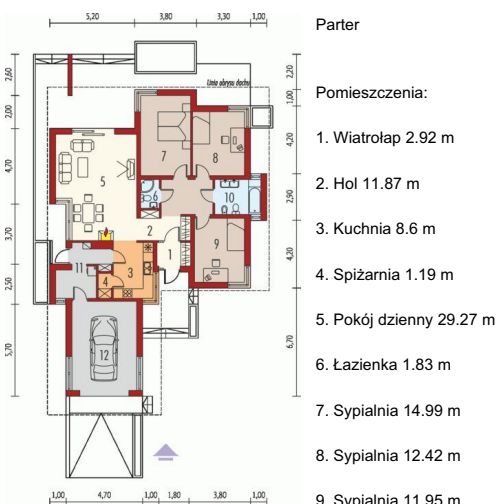 5,20 3,80 3,30 1,00
Parter
Linia obrysu dachu
2,60 2,00 4,70 3,70 2,50 5,70
2,20 1,00 4,20 2,90 4,20 6,70
Pomieszczenia:
1. Wiatrołap 2.92 m
2. Hol 11.87 m
3. Kuchnia 8.6 m
4. Spiżarnia 1.19 m
5. Pokój dzienny 29.27 m
6. Łazienka 1.83 m
7. Sypialnia 14.99 m
8. Sypialnia 12.42 m
9. Sypialnia 11.95 m
7 8
5
6 10
2
1 9
11 3
4
12
1,00 4,70 1,00 1,80 3,80 1,00